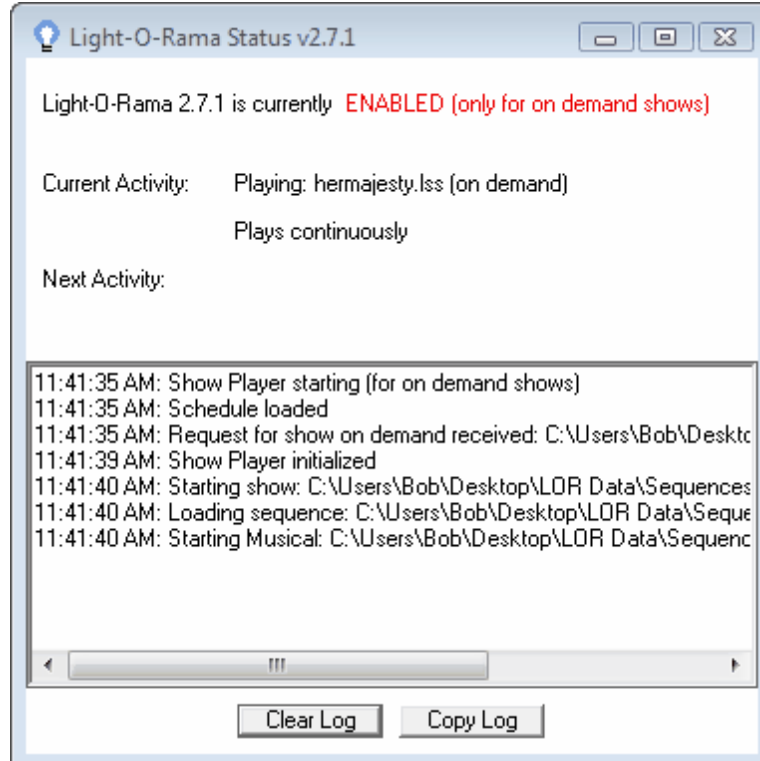 Light-O-Rama Status v2.7.1
Light-O-Rama 2.7.1 is currently ENABLED (only for on demand shows)
Current Activity: Playing: hermajesty.lss (on demand)
Plays continuously
Next Activity:
11:41:35 AM: Show Player starting (for on demand shows)
11:41:35 AM: Schedule loaded
11:41:35 AM: Request for show on demand received: C:\Users\Bob\Deskto
11:41:39 AM: Show Player initialized
11:41:40 AM: Starting show: C:\Users\Bob\Desktop\LOR Data\Sequences
11:41:40 AM: Loading sequence: C:\Users\Bob\Desktop\LOR Data\Seque
11:41:40 AM: Starting Musical: C:\Users\Bob\Desktop\LOR Data\Sequenc
Clear Log Copy Log